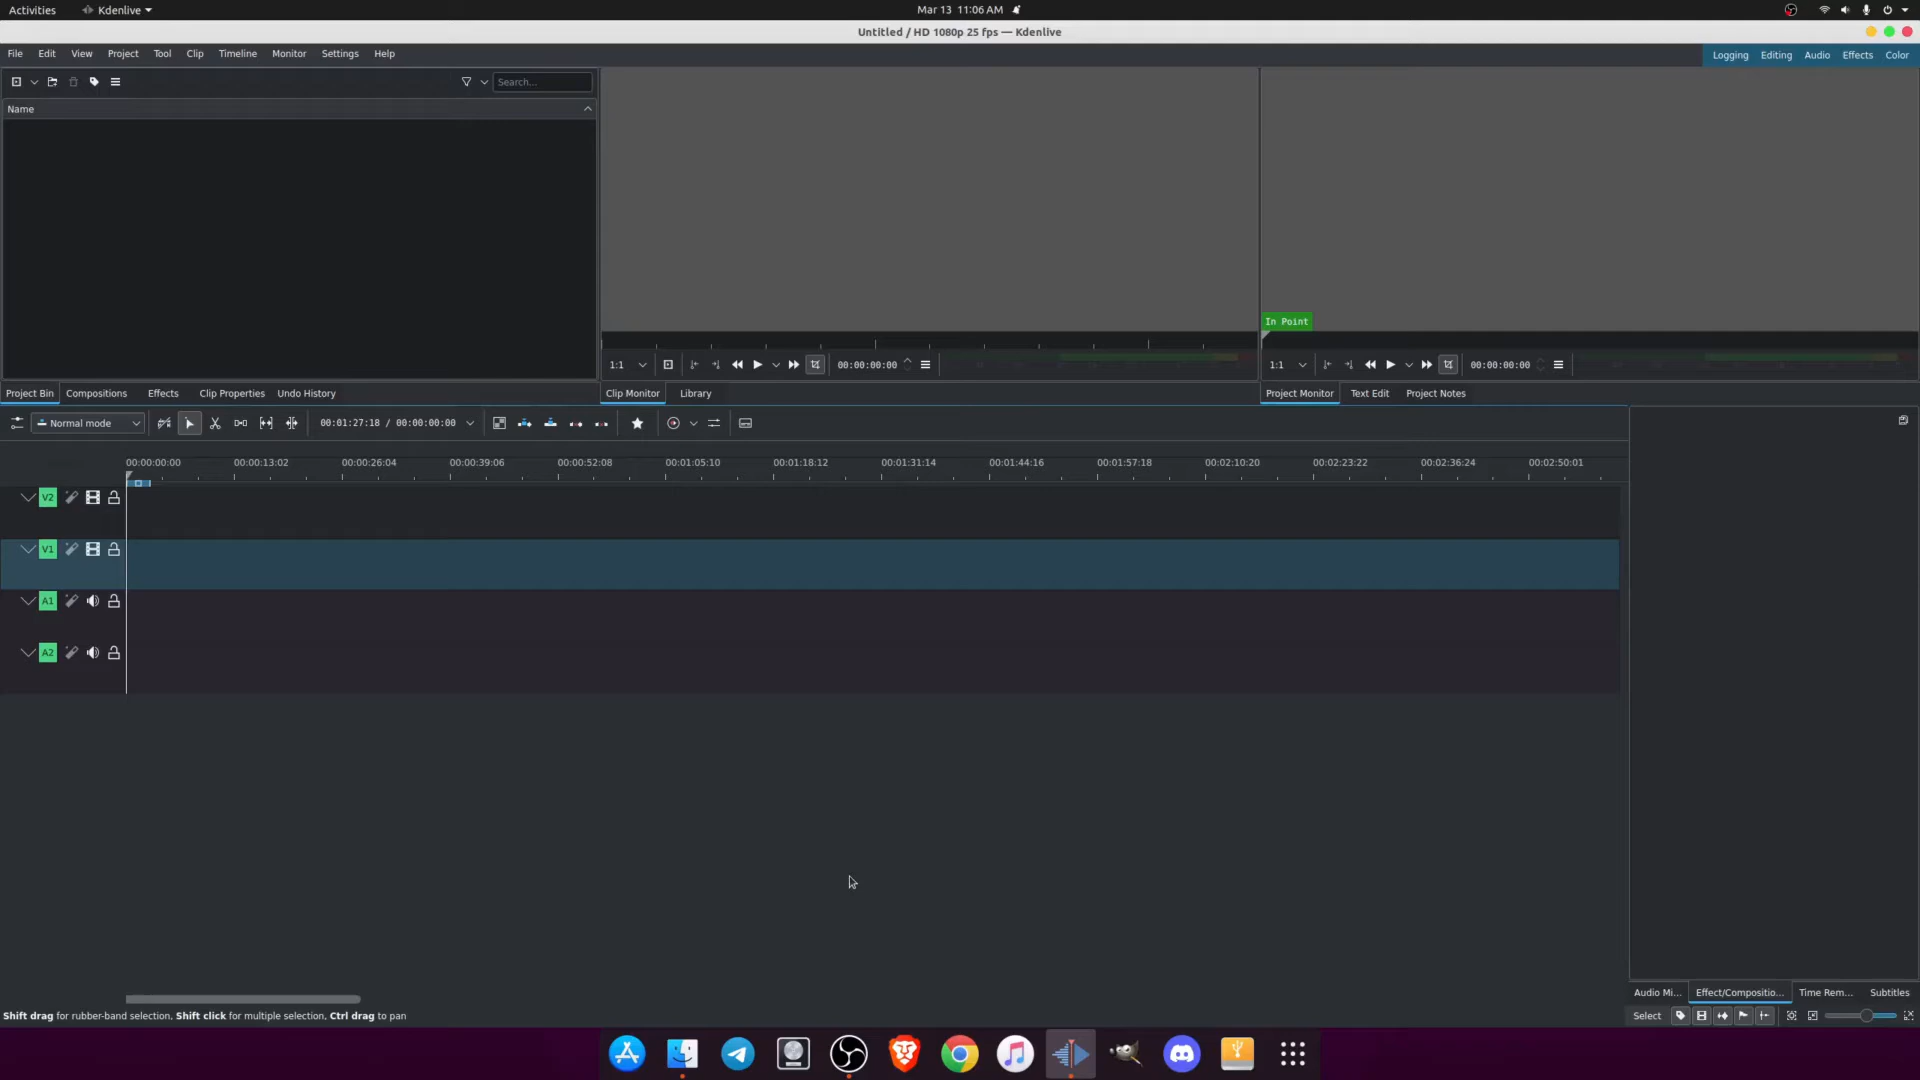 Activities Kdenlive Mar 13 11:06 AM
Untitled / HD 1080p 25 fps — Kdenlive
File Edit View Project Tool Clip Timeline Monitor Settings Help Logging Editing Audio Effects Color
Search...
Name
In Point
1:1 00:00:00:00 1:1 00:00:00:00
Project Bin Compositions Effects Clip Properties Undo History Clip Monitor Library Project Monitor Text Edit Project Notes
Normal mode 00:01:27:18 / 00:00:00:00
00:00:00:00 00:00:13:02 00:00:26:04 00:00:39:06 00:00:52:08 00:01:05:10 00:01:18:12 00:01:31:14 00:01:44:16 00:01:57:18 00:02:10:20 00:02:23:22 00:02:36:24 00:02:50:01
V2
V1
A1
A2
Audio Mi... Effect/Compositio... Time Rem... Subtitles
Shift drag for rubber-band selection, Shift click for multiple selection, Ctrl drag to pan Select